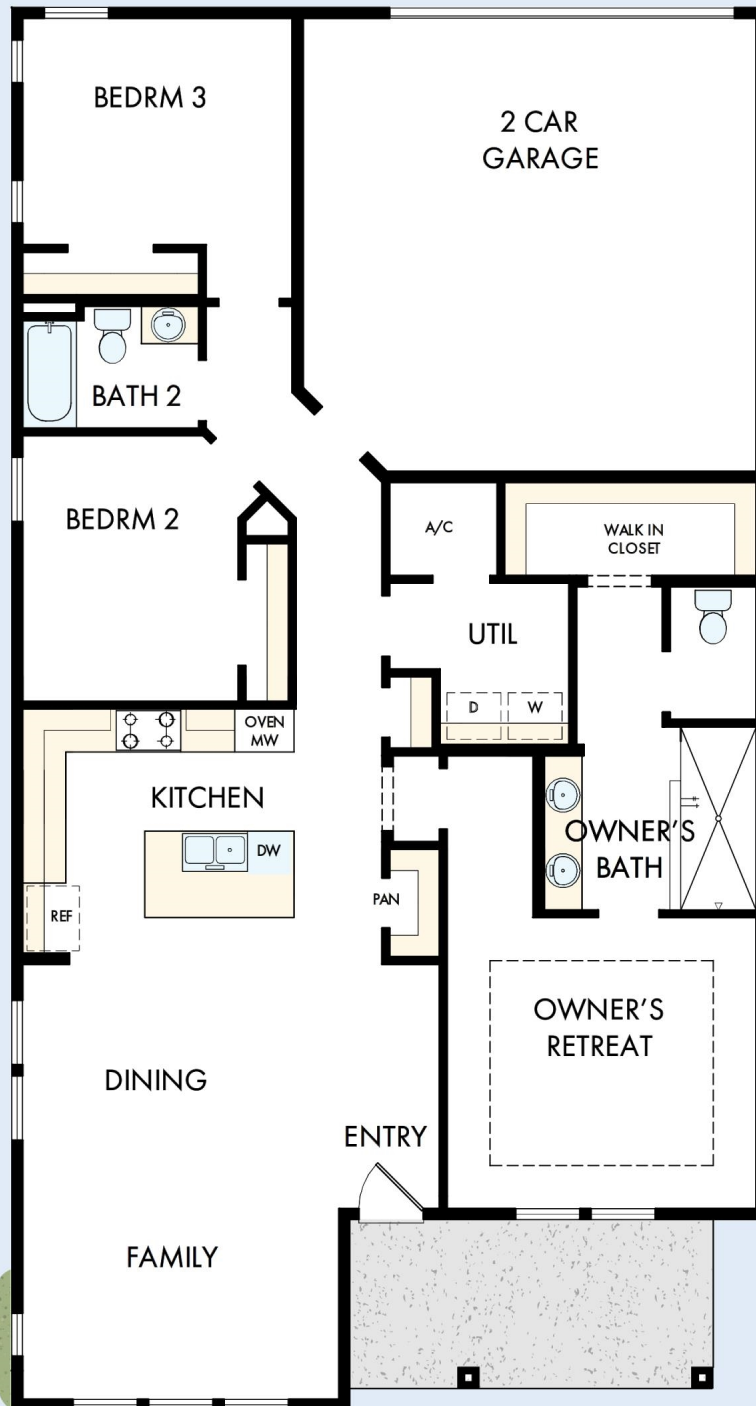 BEDRM 3
2 CAR
GARAGE
BATH 2
BEDRM 2
A/C
WALK IN
CLOSET
UTIL
D
W
OVEN
MW
KITCHEN
DW
OWNER'S
BATH
REF
PAN
OWNER'S
RETREAT
DINING
ENTRY
FAMILY